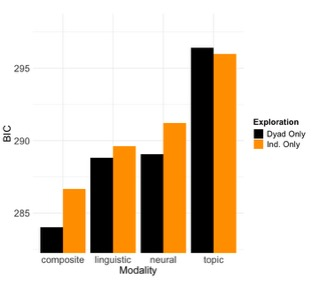 295
290
285
BIC
composite linguistic neural topic
Modality
Exploration
Dyad Only
Ind. Only